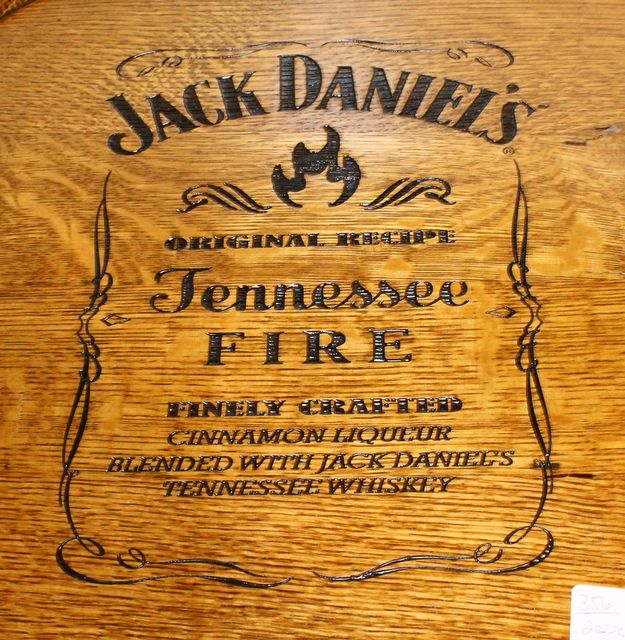 JACK DANIEL'S®
ORIGINAL RECIPE
Tennessee
FIRE
FINELY CRAFTED
CINNAMON LIQUEUR
BLENDED WITH JACK DANIEL'S
TENNESSEE WHISKEY